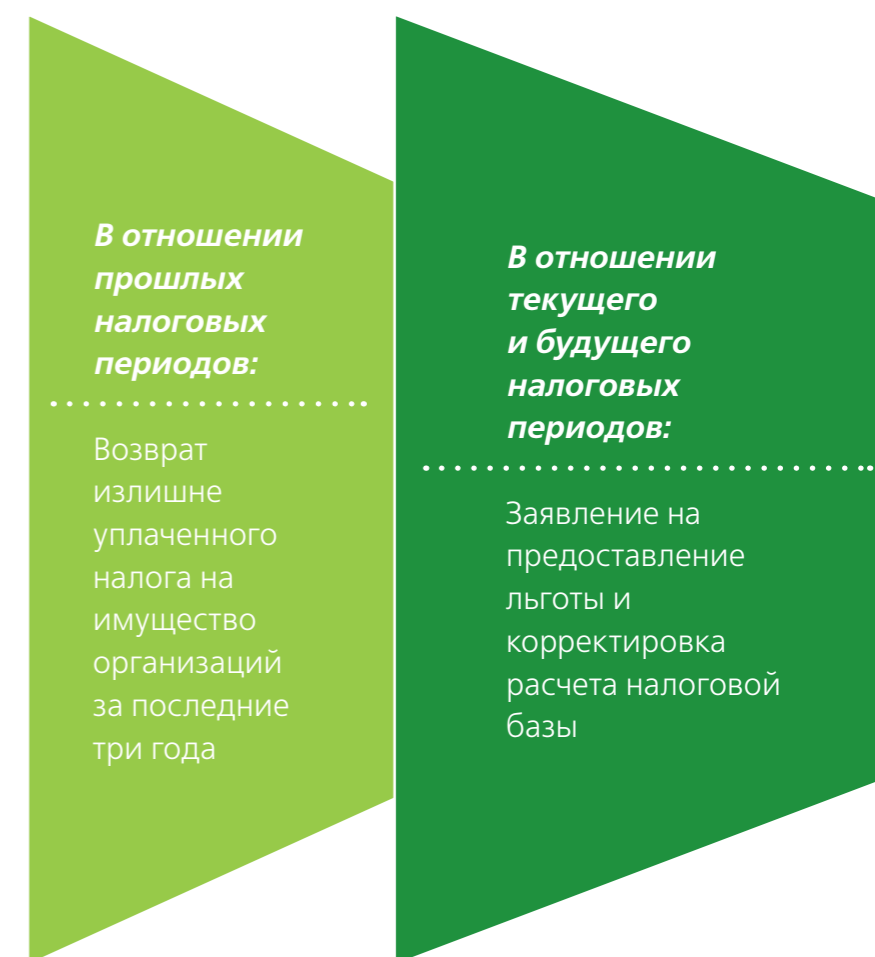 В отношении
прошлых
налоговых
периодов:
Возврат
излишне
уплаченного
налога на
имущество
организаций
за последние
три года
В отношении
текущего
и будущего
налоговых
периодов:
Заявление на
предоставление
льготы и
корректировка
расчета налоговой
базы